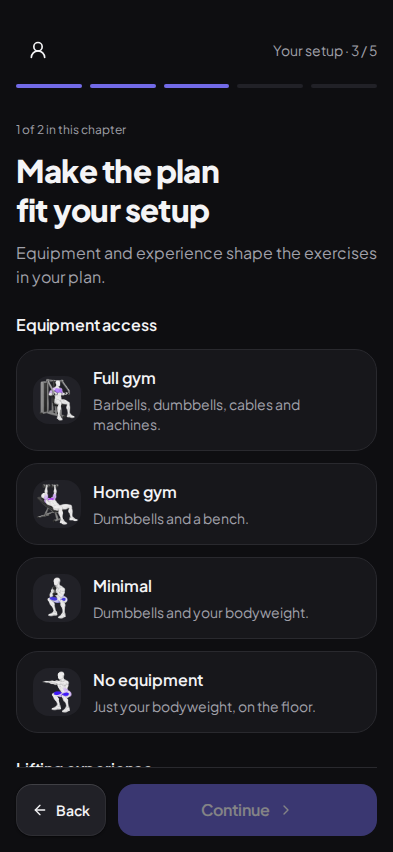 Your setup · 3 / 5
1 of 2 in this chapter
Make the plan
fit your setup
Equipment and experience shape the exercises
in your plan.
Equipment access
Full gym
Barbells, dumbbells, cables and
machines.
Home gym
Dumbbells and a bench.
Minimal
Dumbbells and your bodyweight.
No equipment
Just your bodyweight, on the floor.
Lifting experience
Back
Continue